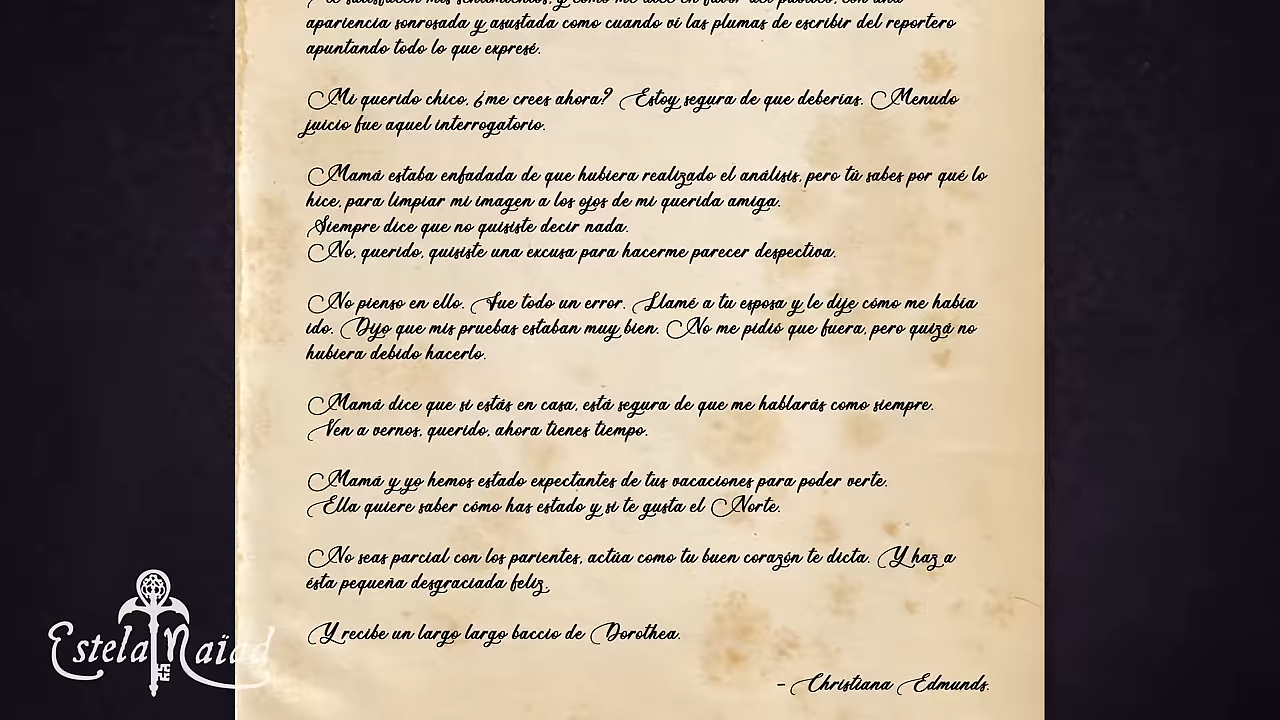 apariencia sonrosada y asustada como cuando vi las plumas de escribir del reportero
apuntando todo lo que expresé.
Mi querido chico, ¿me crees ahora? Estoy segura de que deberías. Menudo
juicio fue aquel interrogatorio.
Mamá estaba enfadada de que hubiera realizado el análisis, pero tú sabes por qué lo
hice, para limpiar mi imagen a los ojos de mi querida amiga.
Siempre dice que no quisiste decir nada.
No, querido, quisiste una excusa para hacerme parecer despectiva.
No pienso en ello. Fue todo un error. Llamé a tu esposa y le dije cómo me había
ido. Dijo que mis pruebas estaban muy bien. No me pidió que fuera, pero quizá no
hubiera debido hacerlo.
Mamá dice que si estás en casa, está segura de que me hablarás como siempre.
Ven a vernos, querido, ahora tienes tiempo.
Mamá y yo hemos estado expectantes de tus vacaciones para poder verte.
Ella quiere saber cómo has estado y si te gusta el Norte.
No seas parcial con los parientes, actúa como tu buen corazón te dicta. Y haz a
ésta pequeña desgraciada feliz.
Y recibe un largo largo baccio de Dorothea.
- Christiana Edmunds.
Estela Naïad